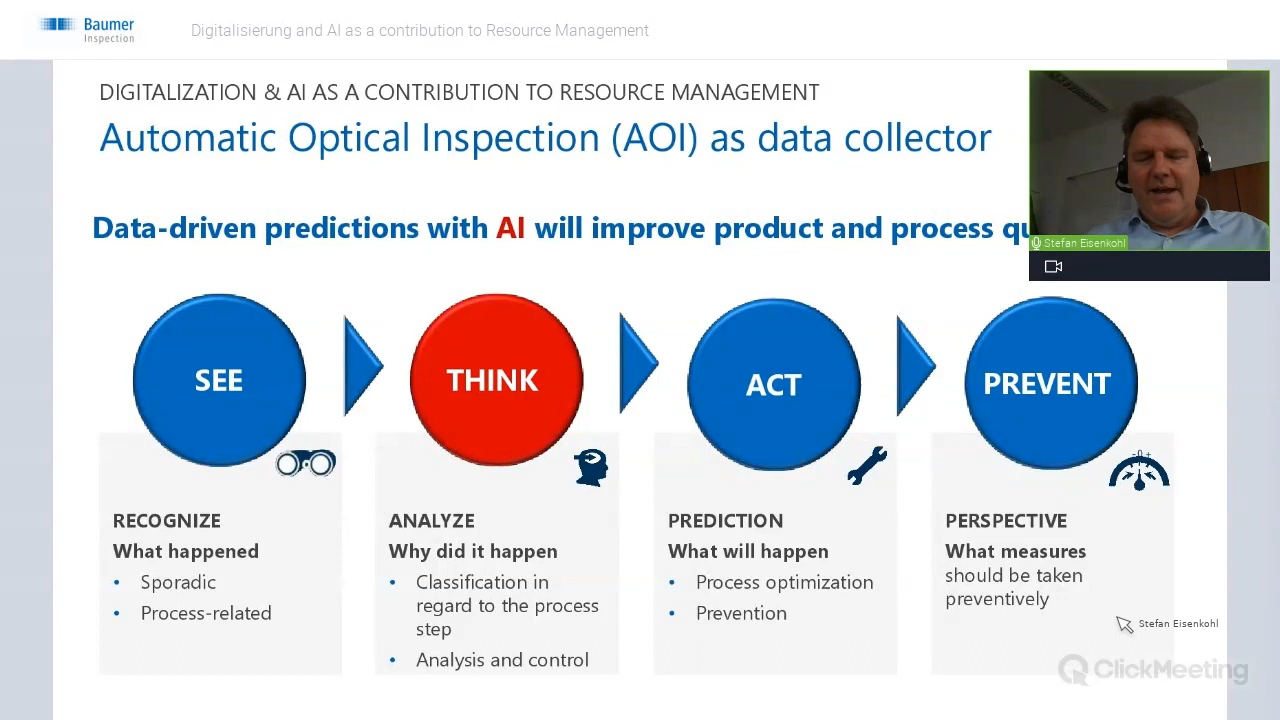 Baumer
Inspection
Digitalisierung and AI as a contribution to Resource Management
DIGITALIZATION & AI AS A CONTRIBUTION TO RESOURCE MANAGEMENT
Automatic Optical Inspection (AOI) as data collector
Data-driven predictions with AI will improve product and process qu
Stefan Eisenkohl
SEE
THINK
ACT
PREVENT
-0+
RECOGNIZE
What happened
• Sporadic
• Process-related
ANALYZE
Why did it happen
• Classification in
regard to the process
step
• Analysis and control
PREDICTION
What will happen
• Process optimization
• Prevention
PERSPECTIVE
What measures
should be taken
preventively
Stefan Eisenkohl
ClickMeeting